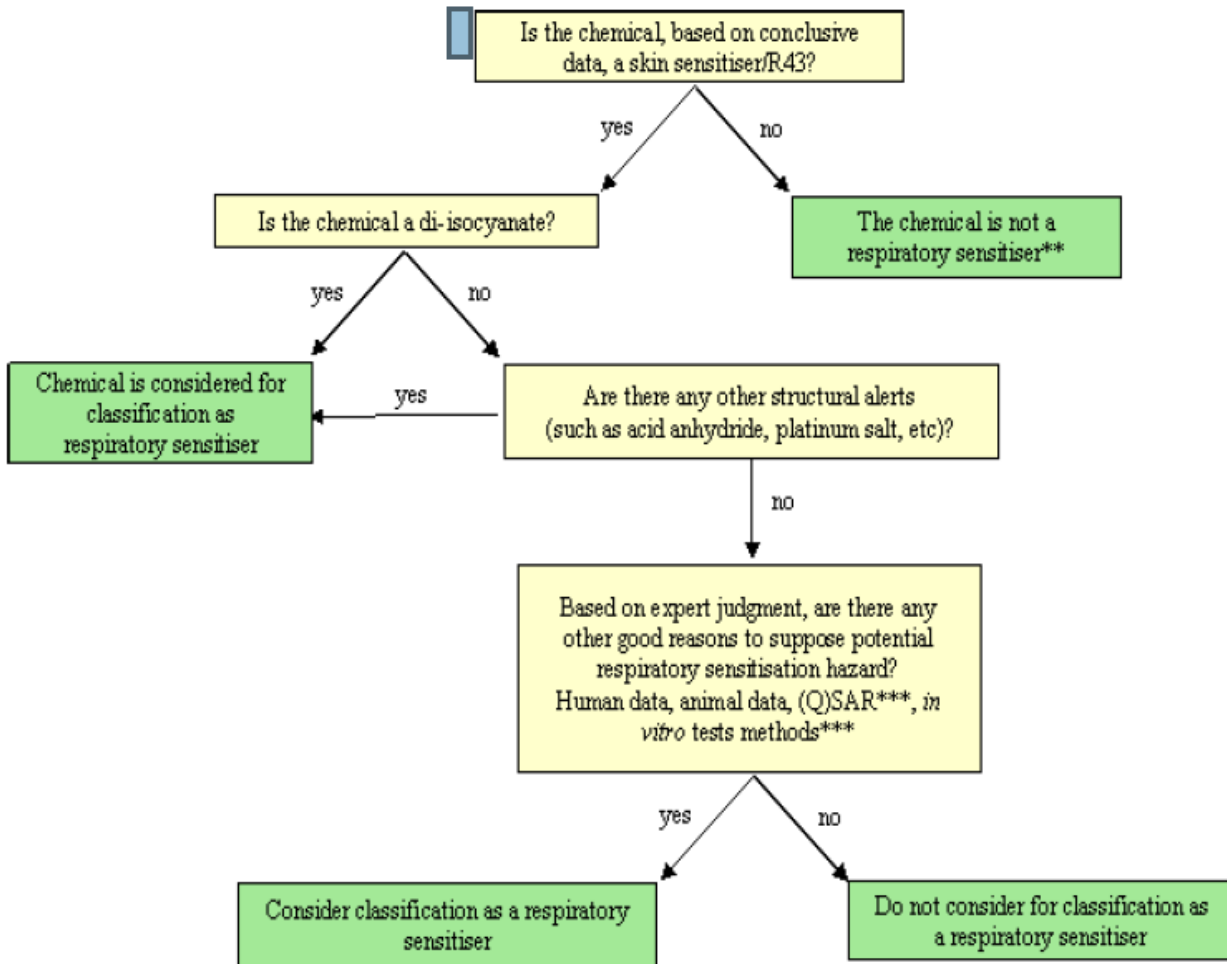 Is the chemical, based on conclusive
data, a skin sensitiser/R43?
yes
no
Is the chemical a di-isocyanate?
The chemical is not a
respiratory sensitiser**
yes
no
Chemical is considered for
classification as
respiratory sensitiser
yes
Are there any other structural alerts
(such as acid anhydride, platinum salt, etc)?
no
Based on expert judgment, are there any
other good reasons to suppose potential
respiratory sensitisation hazard?
Human data, animal data, (Q)SAR***, in
vitro tests methods***
yes
no
Consider classification as a respiratory
sensitiser
Do not consider for classification as
a respiratory sensitiser